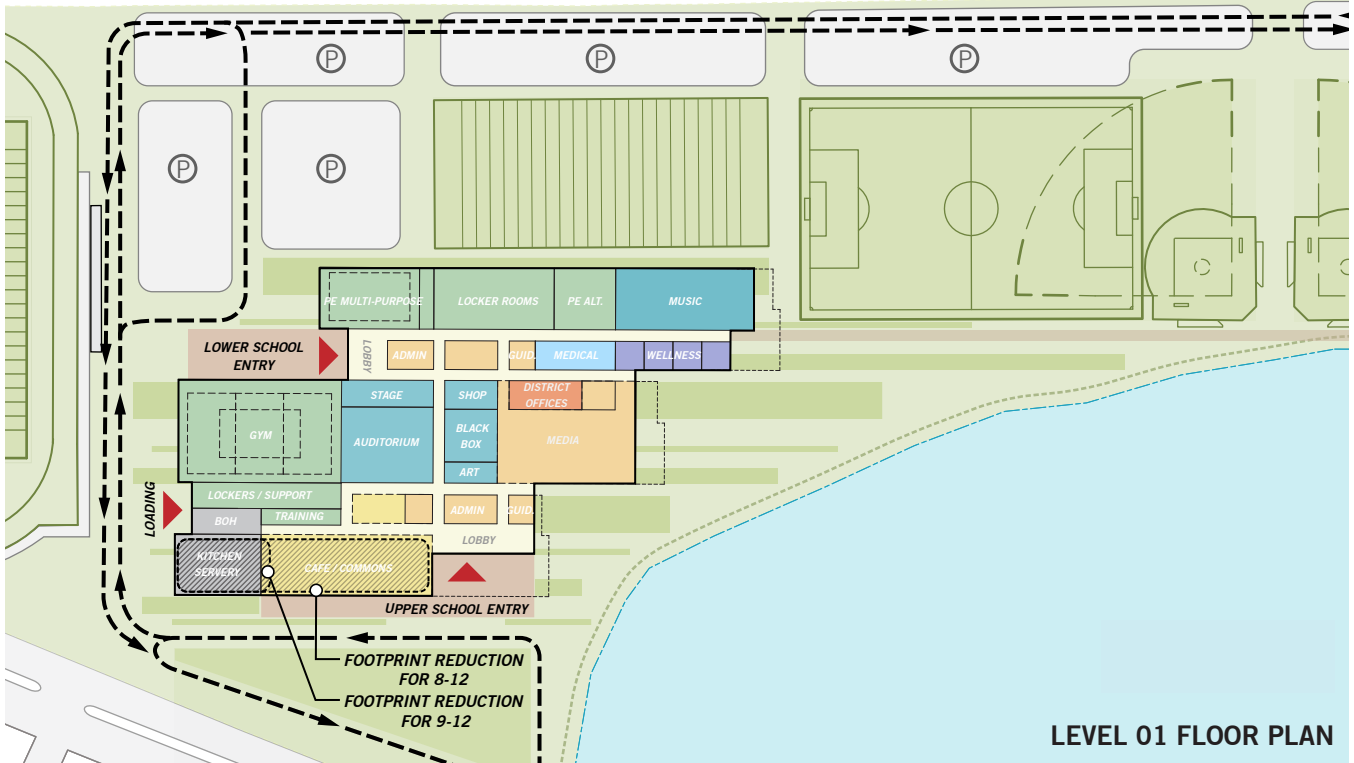 P
P
P
P
P
PE MULTI-PURPOSE
LOCKER ROOMS
PE ALT.
MUSIC
LOWER SCHOOL
ENTRY
LOBBY
ADMIN
GUID.
MEDICAL
WELLNESS
STAGE
SHOP
DISTRICT
OFFICES
GYM
AUDITORIUM
BLACK
BOX
MEDIA
ART
LOADING
LOCKERS / SUPPORT
BOH
TRAINING
ADMIN
GUID.
LOBBY
KITCHEN
SERVERY
CAFE / COMMONS
UPPER SCHOOL ENTRY
FOOTPRINT REDUCTION
FOR 8-12
FOOTPRINT REDUCTION
FOR 9-12
LEVEL 01 FLOOR PLAN